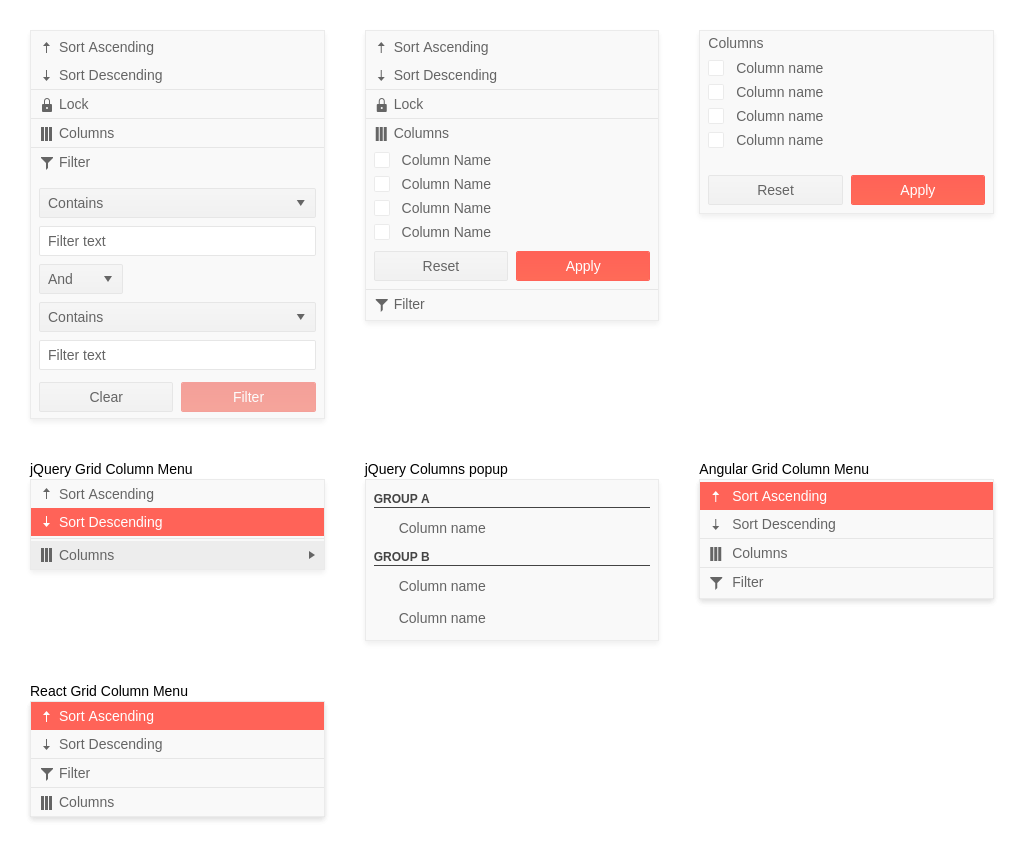 Sort Ascending
Sort Descending
Lock
Columns
Filter
Contains
Filter text
And
Contains
Filter text
Clear
Filter
Sort Ascending
Sort Descending
Lock
Columns
Column Name
Column Name
Column Name
Column Name
Reset
Apply
Filter
Columns
Column name
Column name
Column name
Column name
Reset
Apply
jQuery Grid Column Menu
Sort Ascending
Sort Descending
Columns
jQuery Columns popup
GROUP A
Column name
GROUP B
Column name
Column name
Angular Grid Column Menu
Sort Ascending
Sort Descending
Columns
Filter
React Grid Column Menu
Sort Ascending
Sort Descending
Filter
Columns